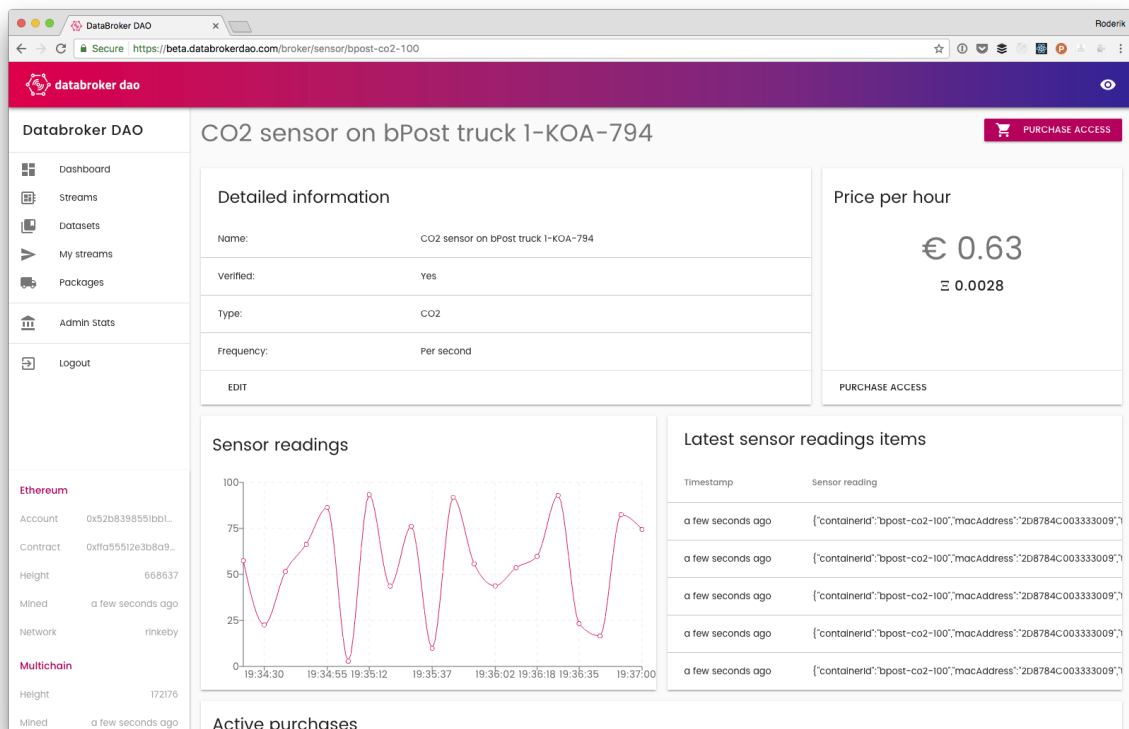 DataBroker DAO
Roderik
Secure https://beta.databrokerdao.com/broker/sensor/bpost-co2-100
databroker dao
Databroker DAO
Dashboard
Streams
Datasets
My streams
Packages
Admin Stats
Logout
Ethereum
Account 0x52b8398551bb1...
Contract 0xffa55512e3b8a9...
Height 668637
Mined a few seconds ago
Network rinkeby
Multichain
Height 172176
Mined a few seconds ago
CO2 sensor on bPost truck 1-KOA-794
PURCHASE ACCESS
Detailed information
Name: CO2 sensor on bPost truck 1-KOA-794
Verified: Yes
Type: CO2
Frequency: Per second
EDIT
Price per hour
€ 0.63
Ξ 0.0028
PURCHASE ACCESS
Sensor readings
100
75
50
25
0
19:34:30 19:34:55 19:35:12 19:35:37 19:36:02 19:36:18 19:36:35 19:37:00
Latest sensor readings items
Timestamp Sensor reading
a few seconds ago {"containerId":"bpost-co2-100","macAddress":"2D8784C003333009","
a few seconds ago {"containerId":"bpost-co2-100","macAddress":"2D8784C003333009","
a few seconds ago {"containerId":"bpost-co2-100","macAddress":"2D8784C003333009","
a few seconds ago {"containerId":"bpost-co2-100","macAddress":"2D8784C003333009","
a few seconds ago {"containerId":"bpost-co2-100","macAddress":"2D8784C003333009","
Active purchases